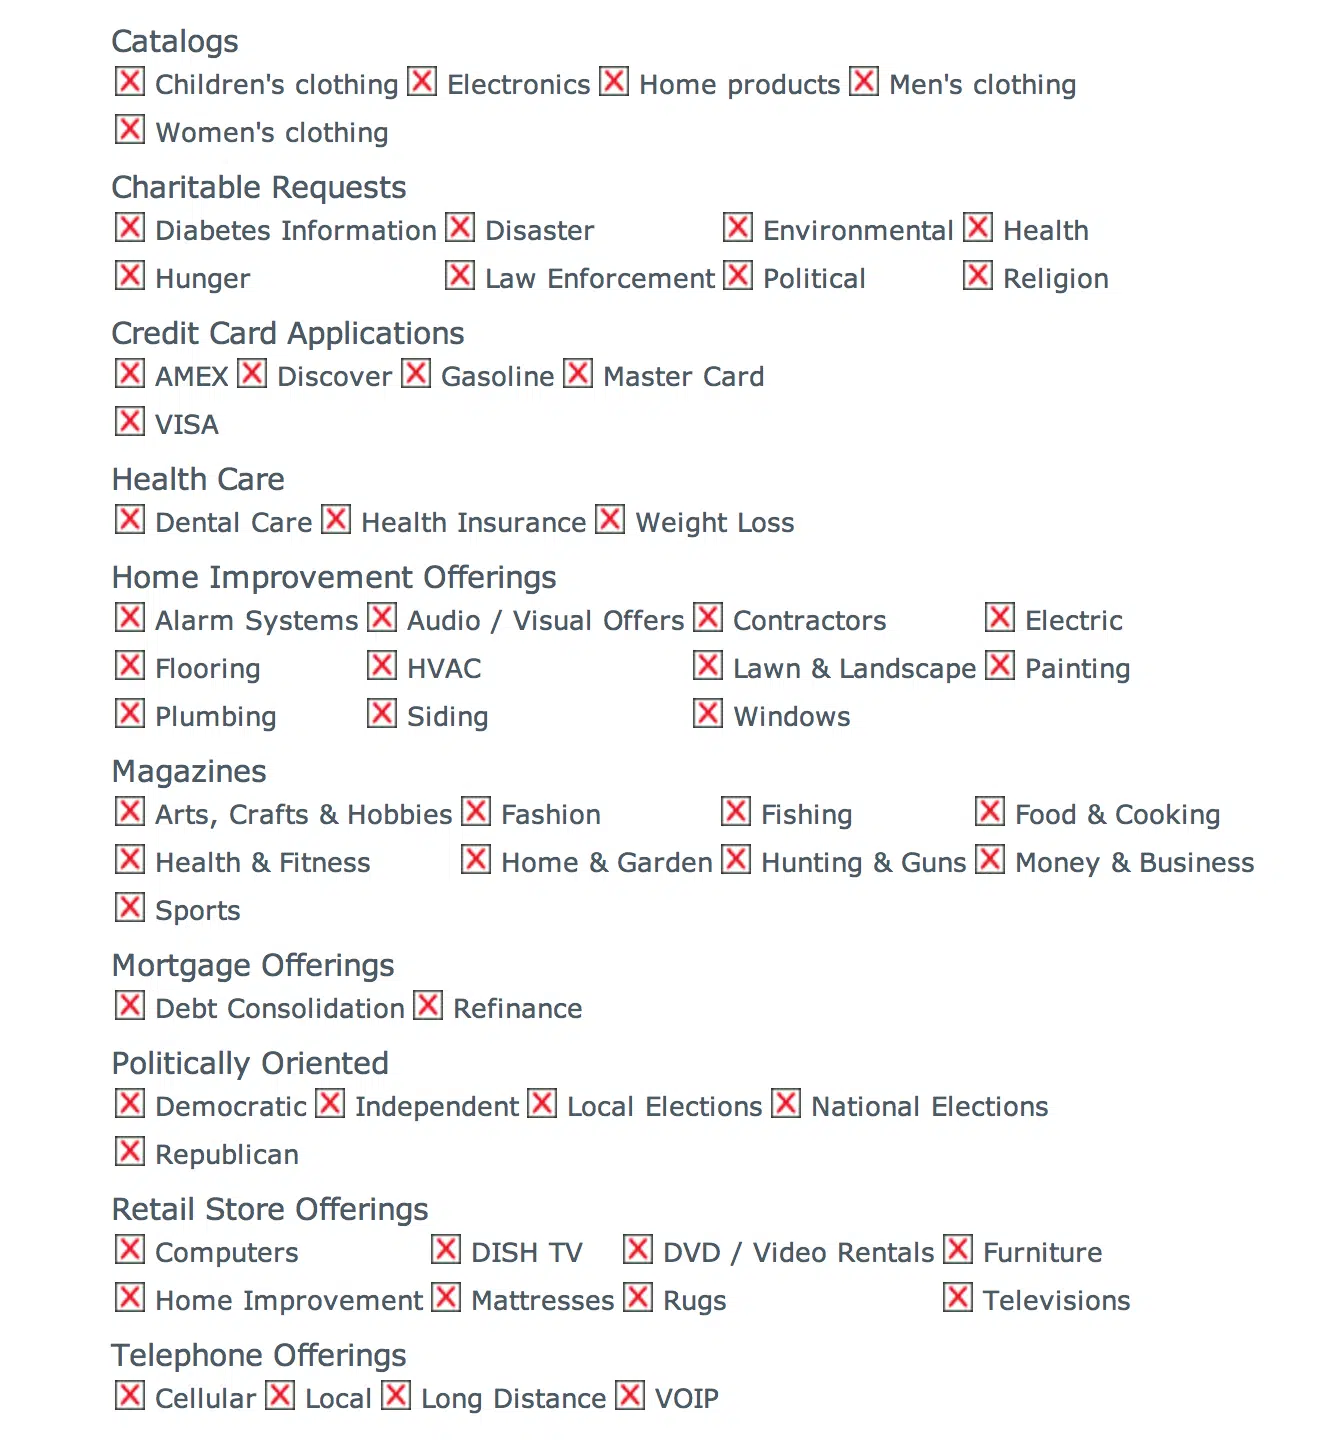 Catalogs
Children's clothing Electronics Home products Men's clothing
Women's clothing
Charitable Requests
Diabetes Information Disaster Environmental Health
Hunger Law Enforcement Political Religion
Credit Card Applications
AMEX Discover Gasoline Master Card
VISA
Health Care
Dental Care Health Insurance Weight Loss
Home Improvement Offerings
Alarm Systems Audio / Visual Offers Contractors Electric
Flooring HVAC Lawn & Landscape Painting
Plumbing Siding Windows
Magazines
Arts, Crafts & Hobbies Fashion Fishing Food & Cooking
Health & Fitness Home & Garden Hunting & Guns Money & Business
Sports
Mortgage Offerings
Debt Consolidation Refinance
Politically Oriented
Democratic Independent Local Elections National Elections
Republican
Retail Store Offerings
Computers DISH TV DVD / Video Rentals Furniture
Home Improvement Mattresses Rugs Televisions
Telephone Offerings
Cellular Local Long Distance VOIP